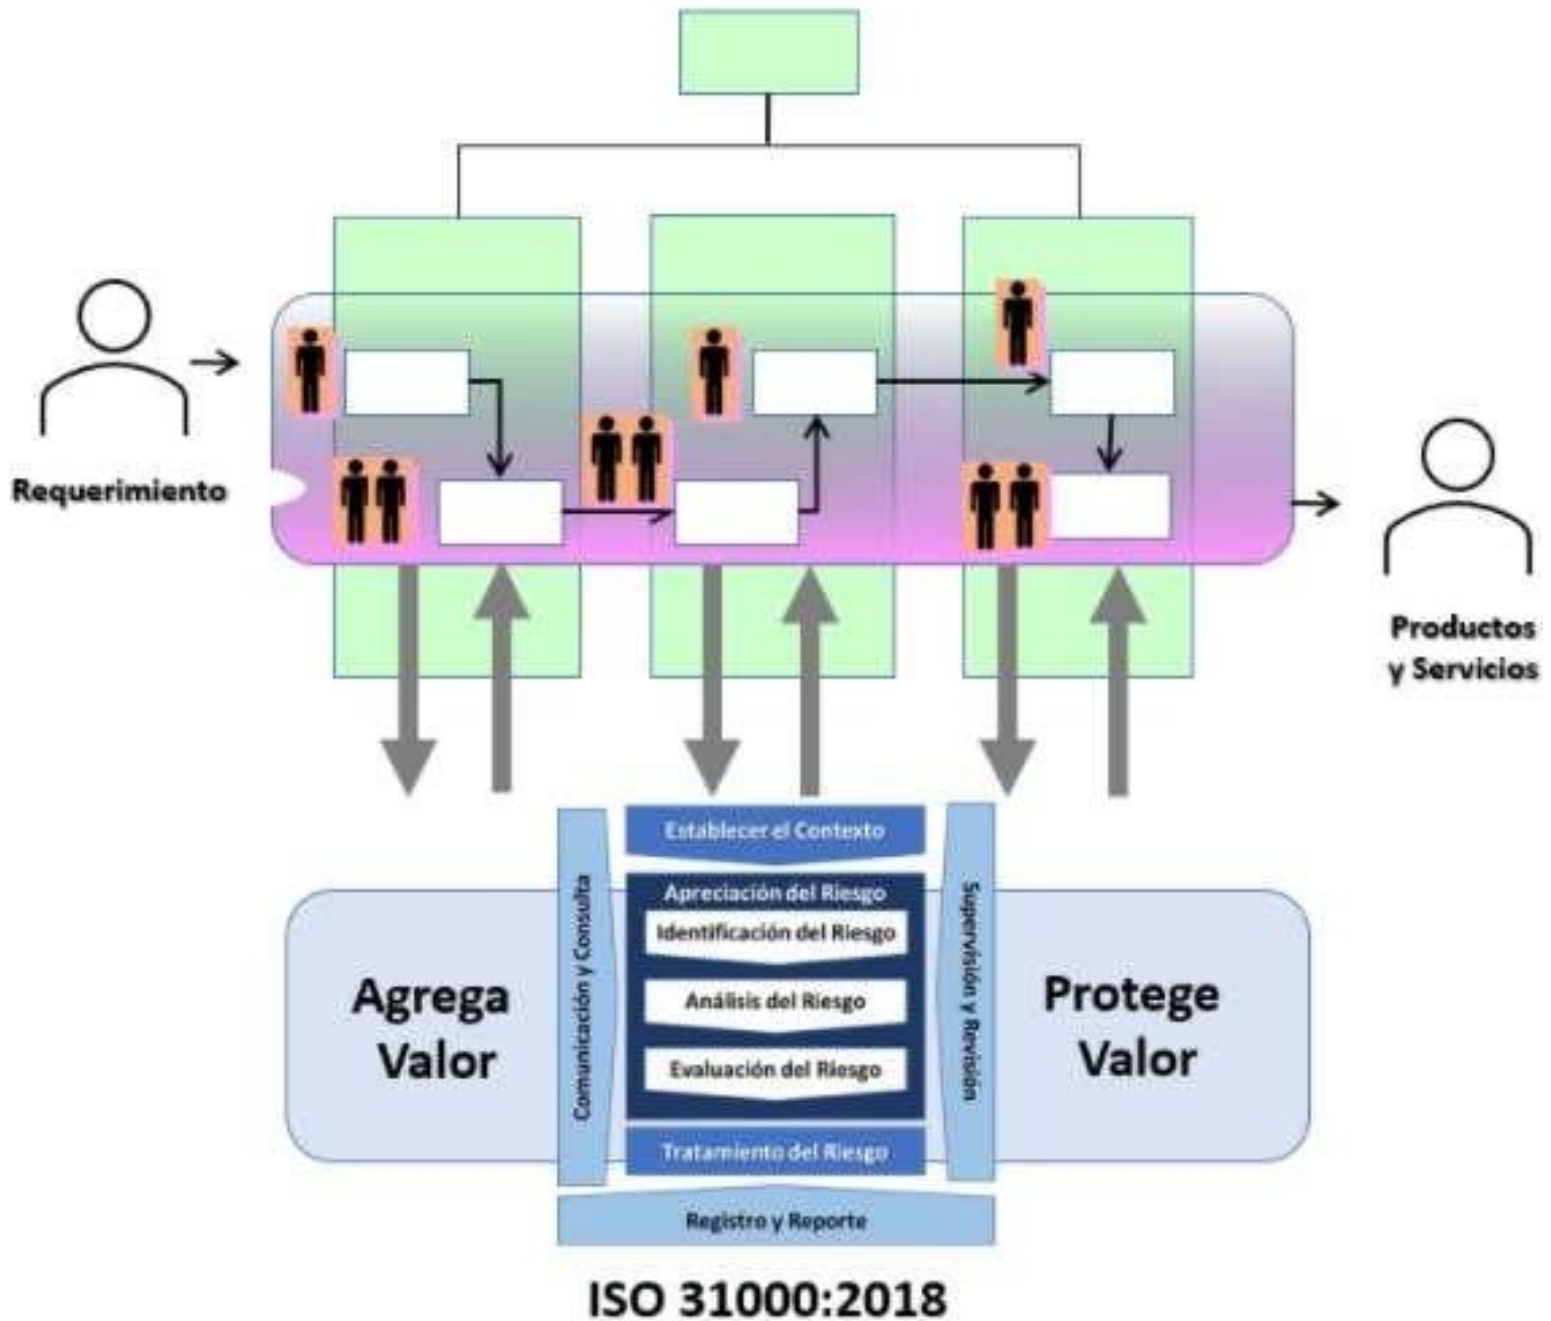 Requerimiento
Productos
y Servicios
Establecer el Contexto
Apreciación del Riesgo
Identificación del Riesgo
Análisis del Riesgo
Evaluación del Riesgo
Tratamiento del Riesgo
Comunicación y Consulta
Supervisión y Revisión
Agrega
Valor
Protege
Valor
Registro y Reporte
ISO 31000:2018